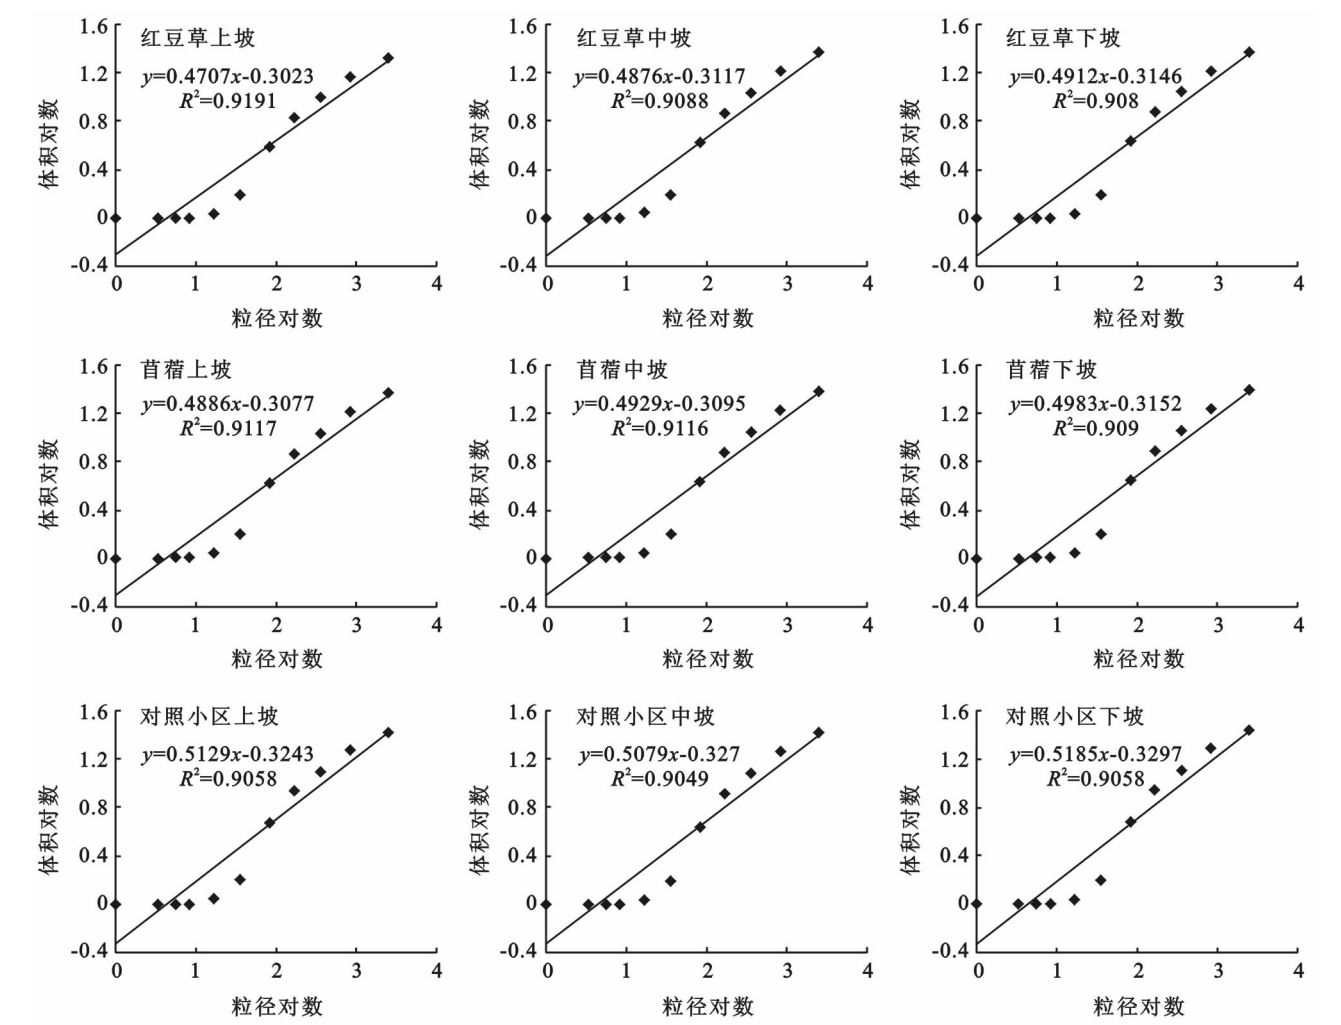 红豆草上坡
y=0.4707x-0.3023
R²=0.9191
1.6
1.2
0.8
0.4
0
-0.4
0 1 2 3 4
体积对数
粒径对数
红豆草中坡
y=0.4876x-0.3117
R²=0.9088
1.6
1.2
0.8
0.4
0
-0.4
0 1 2 3 4
体积对数
粒径对数
红豆草下坡
y=0.4912x-0.3146
R²=0.908
1.6
1.2
0.8
0.4
0
-0.4
0 1 2 3 4
体积对数
粒径对数
苜蓿上坡
y=0.4886x-0.3077
R²=0.9117
1.6
1.2
0.8
0.4
0
-0.4
0 1 2 3 4
体积对数
粒径对数
苜蓿中坡
y=0.4929x-0.3095
R²=0.9116
1.6
1.2
0.8
0.4
0
-0.4
0 1 2 3 4
体积对数
粒径对数
苜蓿下坡
y=0.4983x-0.3152
R²=0.909
1.6
1.2
0.8
0.4
0
-0.4
0 1 2 3 4
体积对数
粒径对数
对照小区上坡
y=0.5129x-0.3243
R²=0.9058
1.6
1.2
0.8
0.4
0
-0.4
0 1 2 3 4
体积对数
粒径对数
对照小区中坡
y=0.5079x-0.327
R²=0.9049
1.6
1.2
0.8
0.4
0
-0.4
0 1 2 3 4
体积对数
粒径对数
对照小区下坡
y=0.5185x-0.3297
R²=0.9058
1.6
1.2
0.8
0.4
0
-0.4
0 1 2 3 4
体积对数
粒径对数